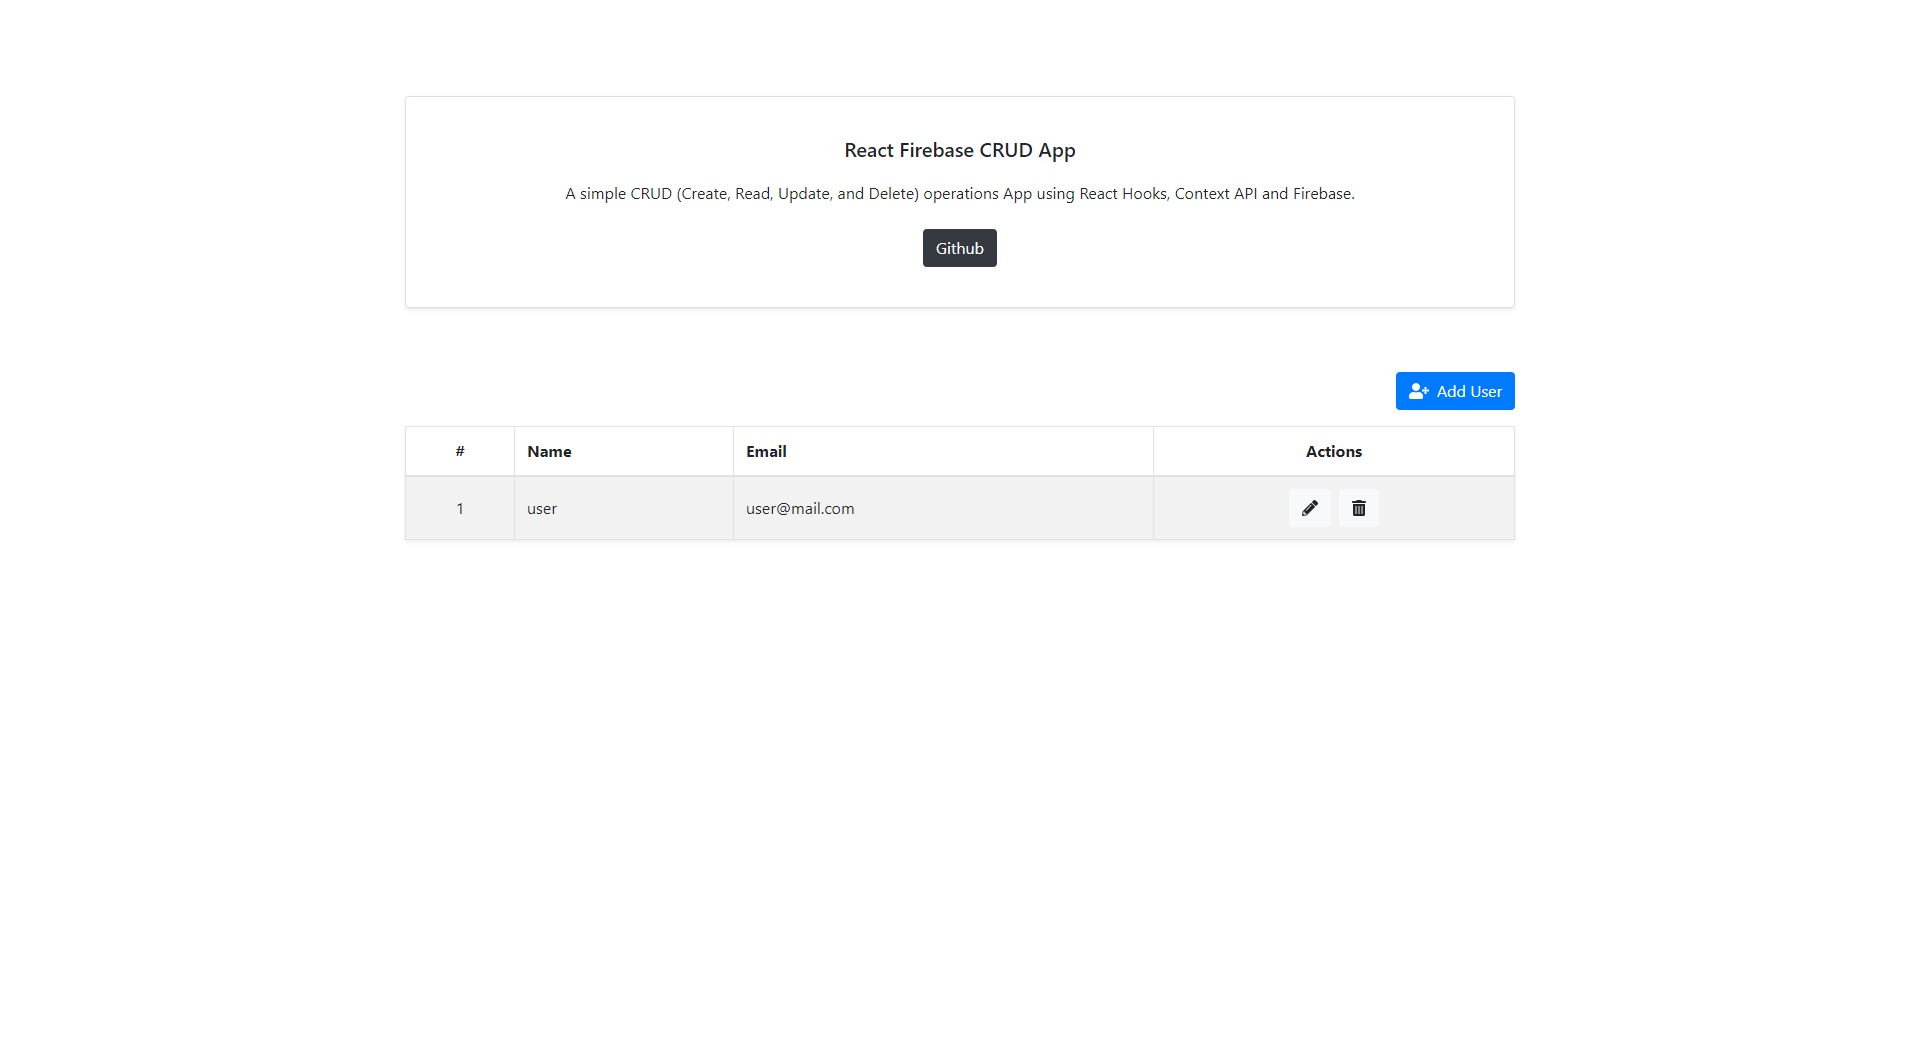 React Firebase CRUD App
A simple CRUD (Create, Read, Update, and Delete) operations App using React Hooks, Context API and Firebase.
Github
Add User
# Name Email Actions
1 user user@mail.com